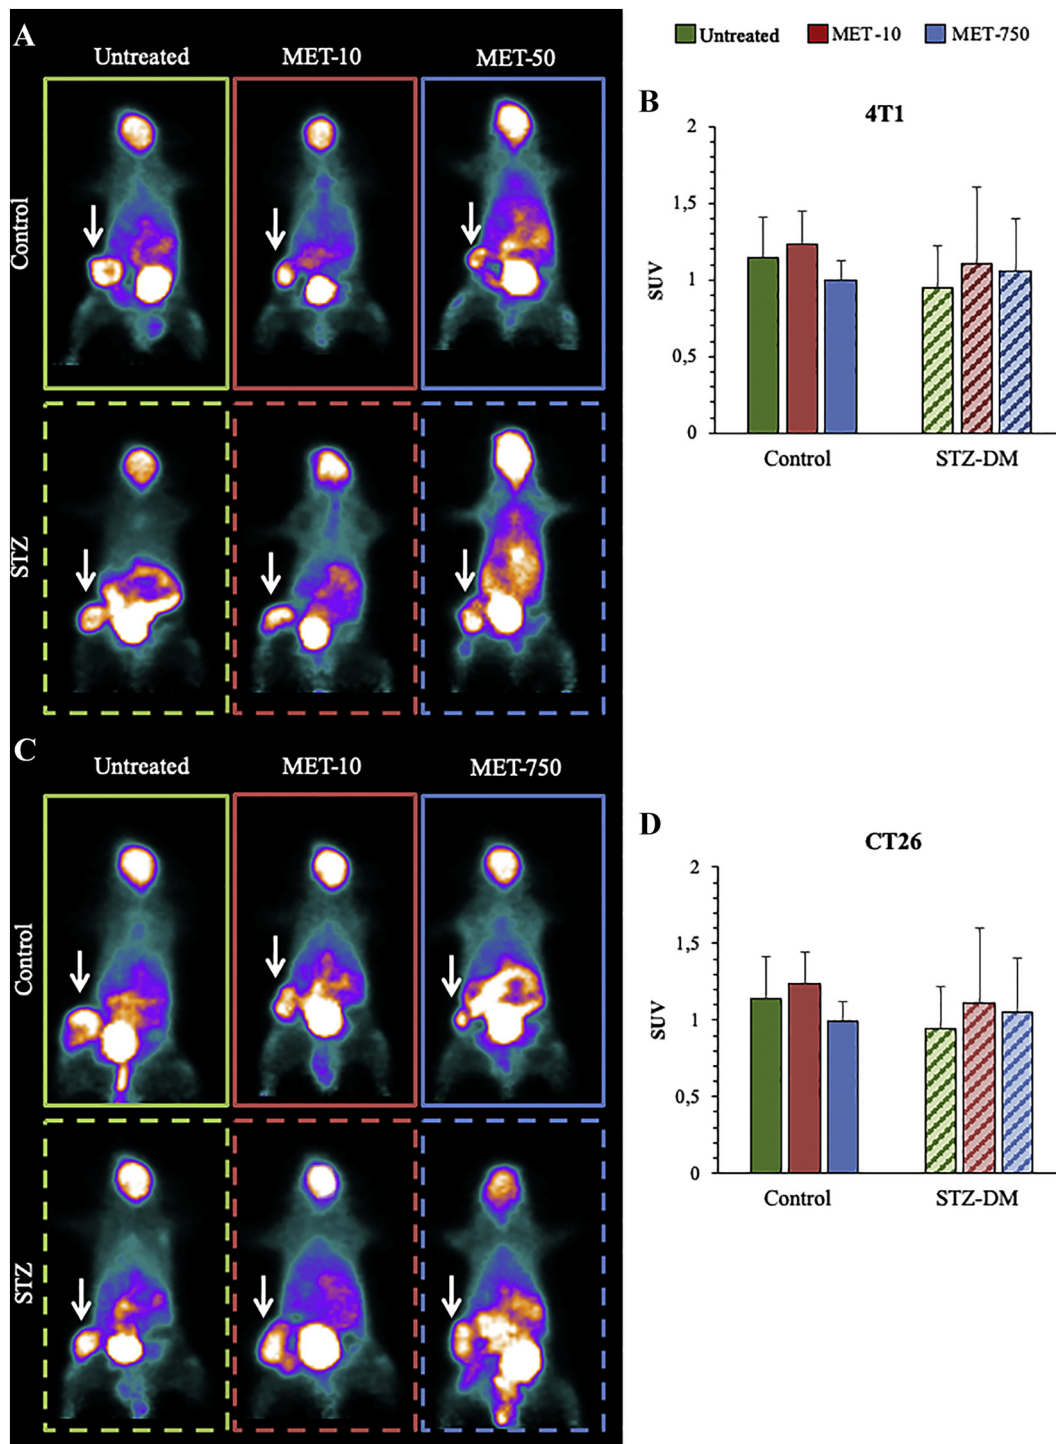 A
Untreated MET-10 MET-50
Control
STZ
Untreated MET-10 MET-750
B
4T1
2
1,5
1
0,5
0
SUV
Control STZ-DM
C
Untreated MET-10 MET-750
Control
STZ
D
CT26
2
1,5
1
0,5
0
SUV
Control STZ-DM